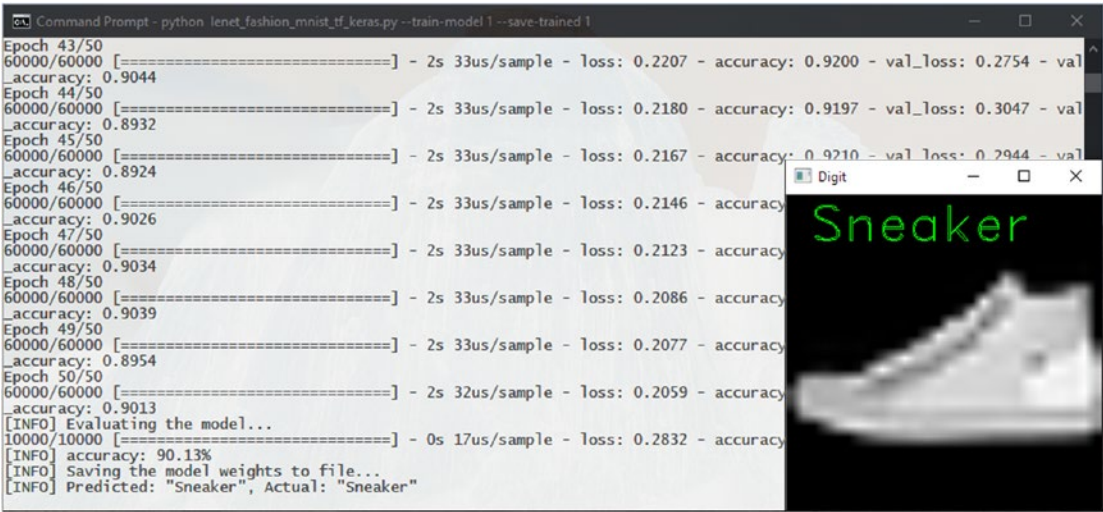 Command Prompt - python lenet_fashion_mnist_tf_keras.py --train-model 1 --save-trained 1
Epoch 43/50
60000/60000 [==============================] - 2s 33us/sample - loss: 0.2207 - accuracy: 0.9200 - val_loss: 0.2754 - val
_accuracy: 0.9044
Epoch 44/50
60000/60000 [==============================] - 2s 33us/sample - loss: 0.2180 - accuracy: 0.9197 - val_loss: 0.3047 - val
_accuracy: 0.8932
Epoch 45/50
60000/60000 [==============================] - 2s 33us/sample - loss: 0.2167 - accuracy: 0.9210 - val_loss: 0.2944 - val
_accuracy: 0.8924
Epoch 46/50
60000/60000 [==============================] - 2s 33us/sample - loss: 0.2146 - accuracy
_accuracy: 0.9026
Epoch 47/50
60000/60000 [==============================] - 2s 33us/sample - loss: 0.2123 - accuracy
_accuracy: 0.9034
Epoch 48/50
60000/60000 [==============================] - 2s 33us/sample - loss: 0.2086 - accuracy
_accuracy: 0.9039
Epoch 49/50
60000/60000 [==============================] - 2s 33us/sample - loss: 0.2077 - accuracy
_accuracy: 0.8954
Epoch 50/50
60000/60000 [==============================] - 2s 32us/sample - loss: 0.2059 - accuracy
_accuracy: 0.9013
[INFO] Evaluating the model...
10000/10000 [==============================] - 0s 17us/sample - loss: 0.2832 - accuracy
[INFO] accuracy: 90.13%
[INFO] Saving the model weights to file...
[INFO] Predicted: "Sneaker", Actual: "Sneaker"
Digit
Sneaker